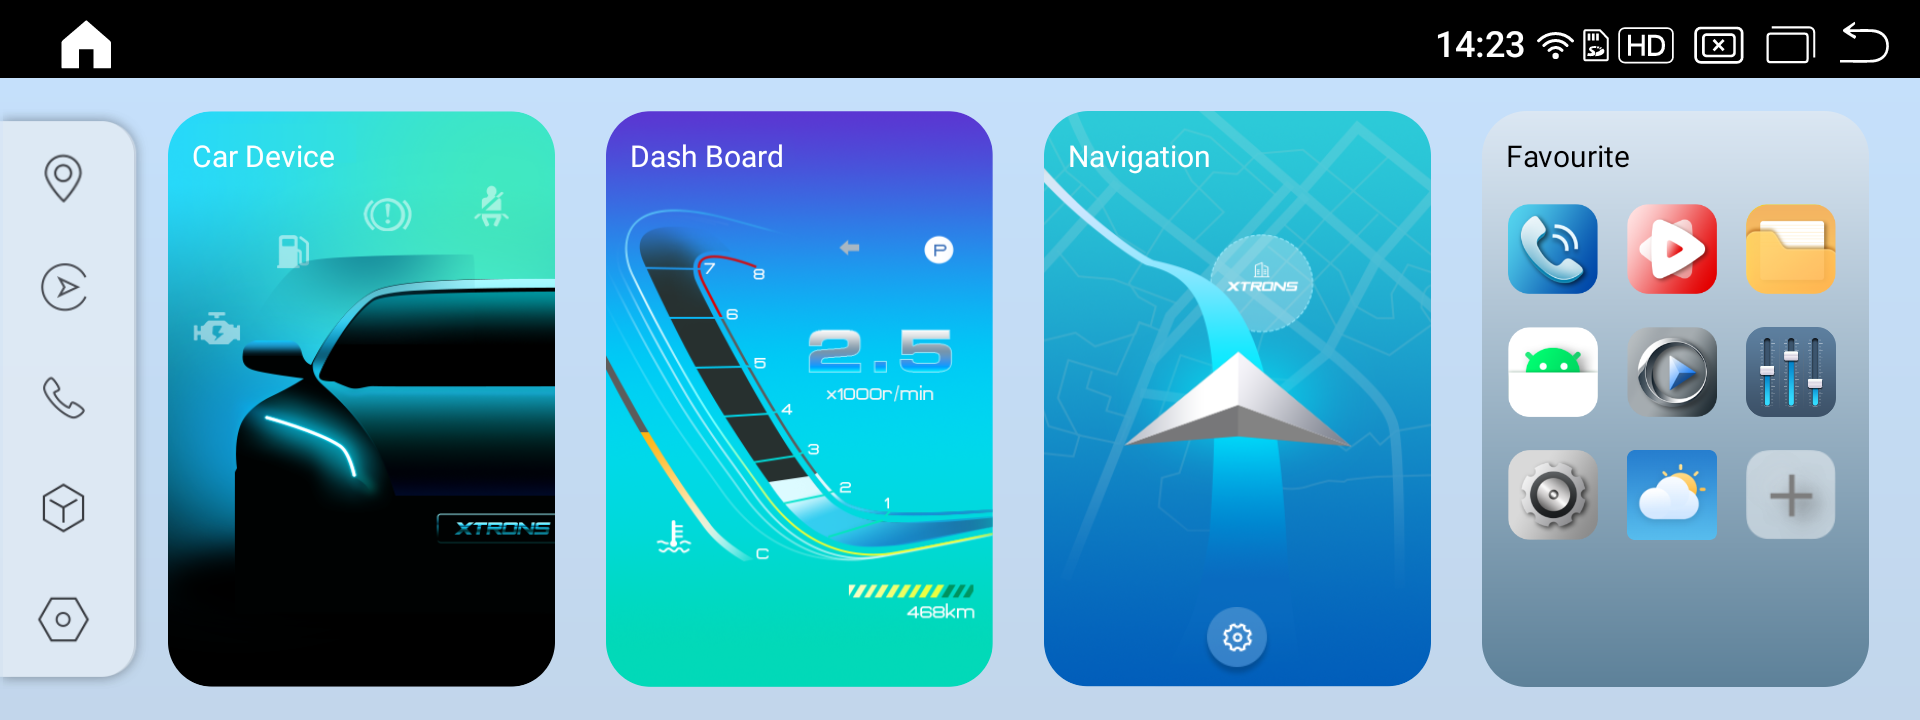 14:23
HD
Car Device
XTRONS
Dash Board
P
7
8
6
2.5
x1000r/min
5
4
3
2
1
C
468km
Navigation
XTRONS
Favourite